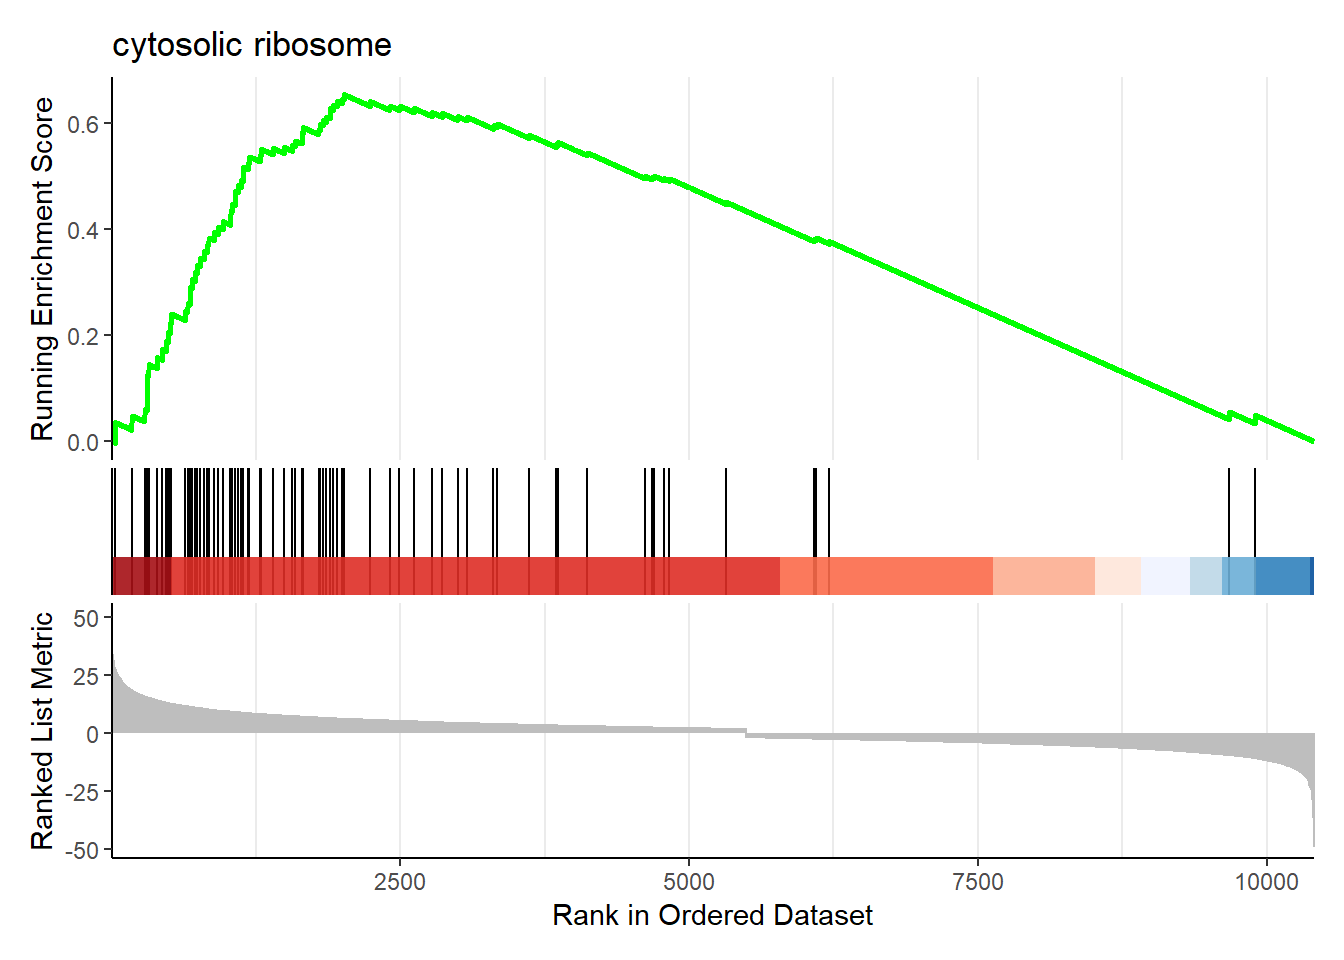 cytosolic ribosome
Running Enrichment Score
0.6
0.4
0.2
0.0
Ranked List Metric
50
25
0
-25
-50
2500 5000 7500 10000
Rank in Ordered Dataset